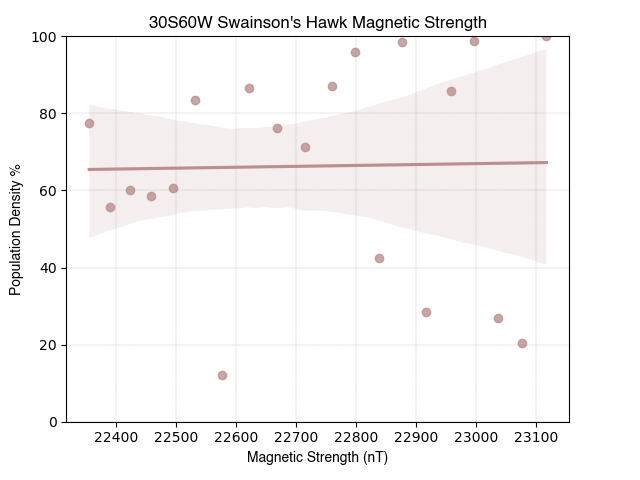 30S60W Swainson's Hawk Magnetic Strength
Population Density %
100
80
60
40
20
0
22400 22500 22600 22700 22800 22900 23000 23100
Magnetic Strength (nT)